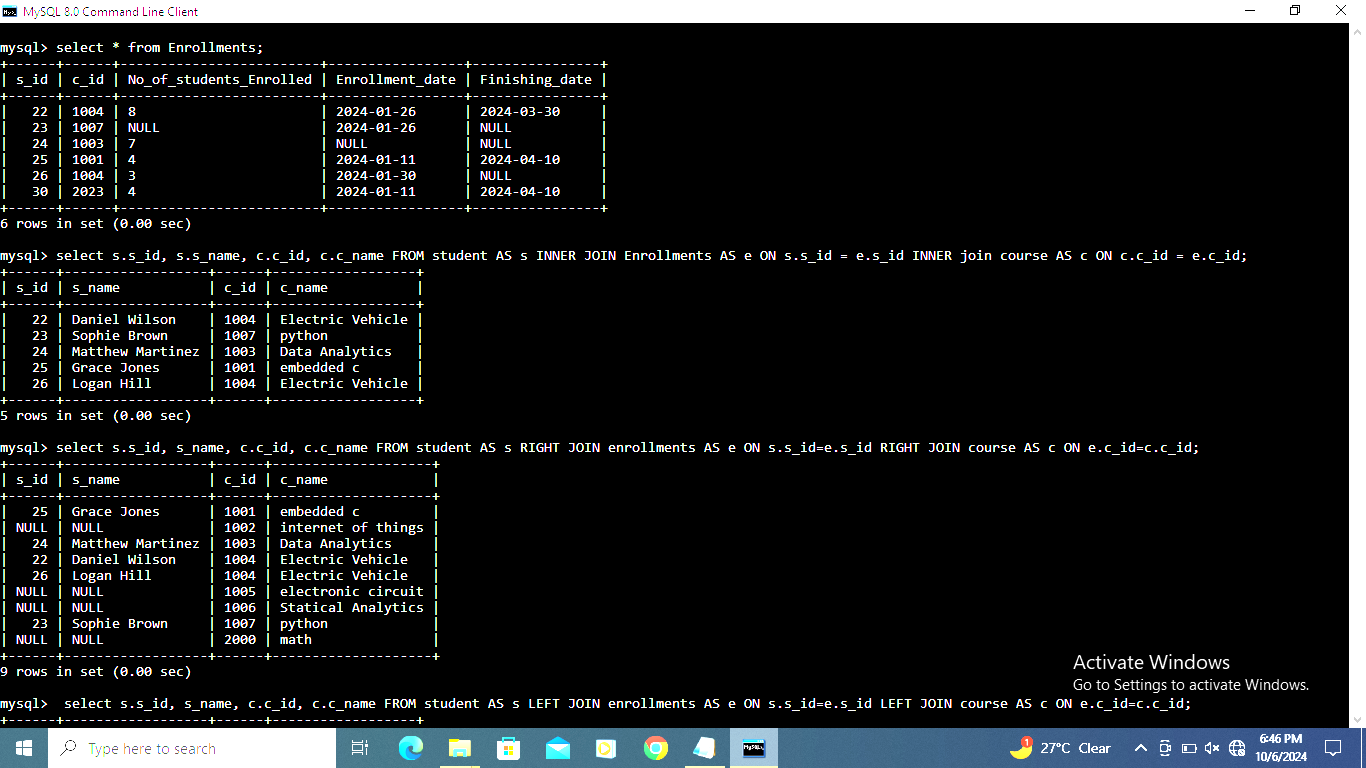 MySQL 8.0 Command Line Client
mysql> select * from Enrollments;
+------+------+-------------------------+-----------------+----------------+
| s_id | c_id | No_of_students_Enrolled | Enrollment_date | Finishing_date |
+------+------+-------------------------+-----------------+----------------+
|   22 | 1004 | 8                       | 2024-01-26      | 2024-03-30     |
|   23 | 1007 | NULL                    | 2024-01-26      | NULL           |
|   24 | 1003 | 7                       | NULL            | NULL           |
|   25 | 1001 | 4                       | 2024-01-11      | 2024-04-10     |
|   26 | 1004 | 3                       | 2024-01-30      | NULL           |
|   30 | 2023 | 4                       | 2024-01-11      | 2024-04-10     |
+------+------+-------------------------+-----------------+----------------+
6 rows in set (0.00 sec)
mysql> select s.s_id, s.s_name, c.c_id, c.c_name FROM student AS s INNER JOIN Enrollments AS e ON s.s_id = e.s_id INNER join course AS c ON c.c_id = e.c_id;
+------+-----------------+------+------------------+
| s_id | s_name          | c_id | c_name           |
+------+-----------------+------+------------------+
|   22 | Daniel Wilson   | 1004 | Electric Vehicle |
|   23 | Sophie Brown    | 1007 | python           |
|   24 | Matthew Martinez | 1003 | Data Analytics   |
|   25 | Grace Jones     | 1001 | embedded c       |
|   26 | Logan Hill      | 1004 | Electric Vehicle |
+------+-----------------+------+------------------+
5 rows in set (0.00 sec)
mysql> select s.s_id, s_name, c.c_id, c.c_name FROM student AS s RIGHT JOIN enrollments AS e ON s.s_id=e.s_id RIGHT JOIN course AS c ON e.c_id=c.c_id;
+------+------------------+------+--------------------+
| s_id | s_name           | c_id | c_name             |
+------+------------------+------+--------------------+
|   25 | Grace Jones      | 1001 | embedded c         |
| NULL | NULL             | 1002 | internet of things |
|   24 | Matthew Martinez | 1003 | Data Analytics     |
|   22 | Daniel Wilson    | 1004 | Electric Vehicle   |
|   26 | Logan Hill       | 1004 | Electric Vehicle   |
| NULL | NULL             | 1005 | electronic circuit |
| NULL | NULL             | 1006 | Statical Analytics |
|   23 | Sophie Brown     | 1007 | python             |
| NULL | NULL             | 2000 | math               |
+------+------------------+------+--------------------+
9 rows in set (0.00 sec)
Activate Windows
Go to Settings to activate Windows.
mysql>  select s.s_id, s_name, c.c_id, c.c_name FROM student AS s LEFT JOIN enrollments AS e ON s.s_id=e.s_id LEFT JOIN course AS c ON e.c_id=c.c_id;
+------+------------------+------+------------------+
Type here to search
1
27°C Clear
6:46 PM
10/6/2024